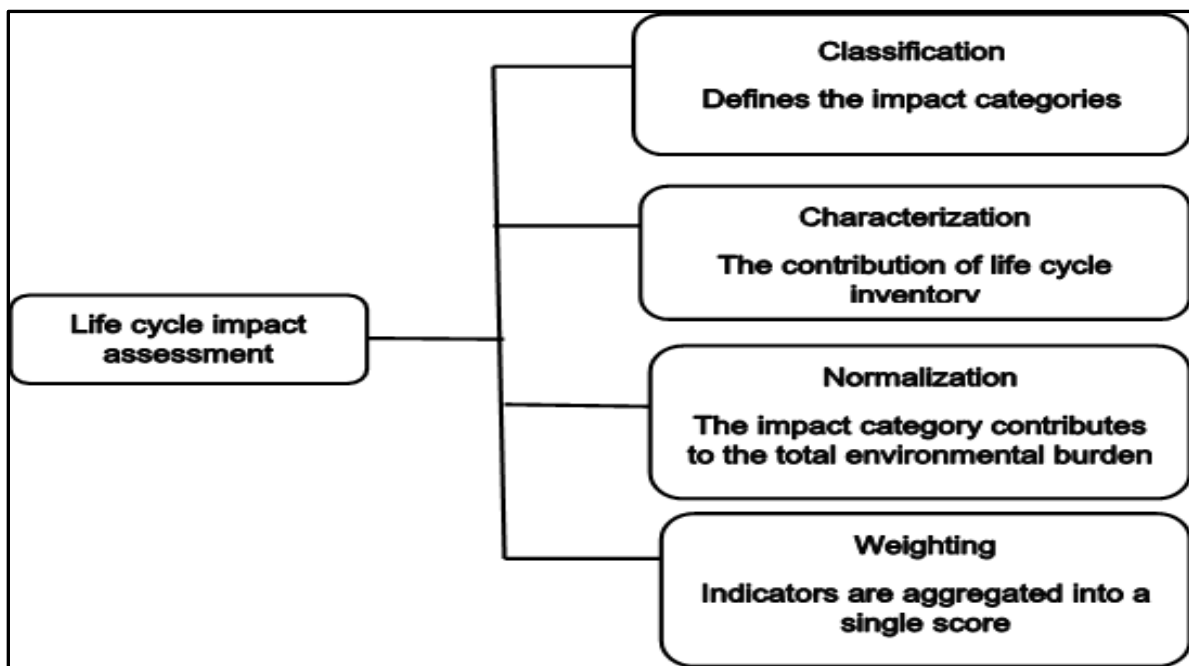 Classification
Defines the impact categories
Characterization
The contribution of life cycle
inventory
Life cycle impact
assessment
Normalization
The impact category contributes
to the total environmental burden
Weighting
Indicators are aggregated into a
single score